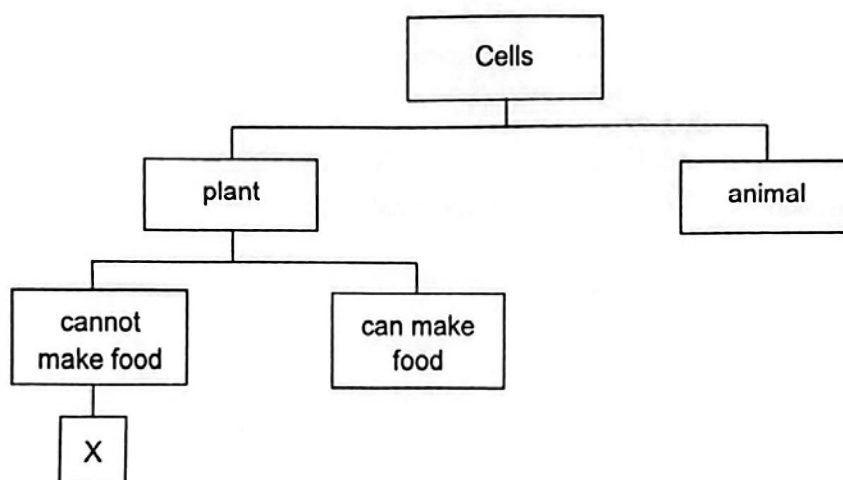 Cells
plant
animal
cannot
make food
can make
food
X